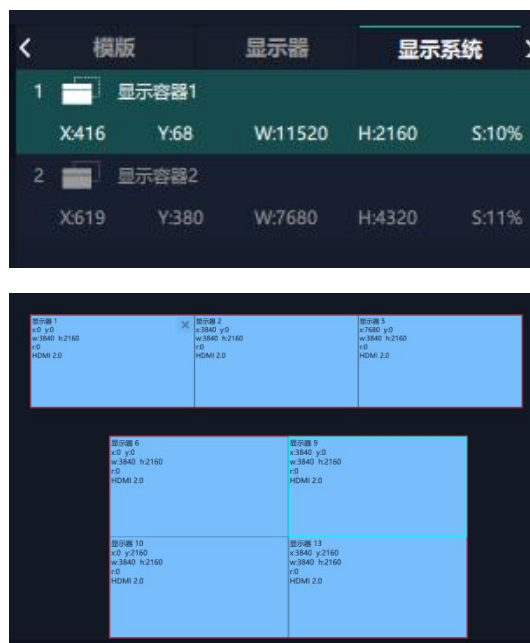 模版 显示器 显示系统
1 显示容器1
X:416 Y:68 W:11520 H:2160 S:10%
2 显示容器2
X:619 Y:380 W:7680 H:4320 S:11%
显示器 1
x:0 y:0
w:3840 h:2160
r:0
HDMI 2.0
显示器 2
x:3840 y:0
w:3840 h:2160
r:0
HDMI 2.0
显示器 5
x:7680 y:0
w:3840 h:2160
r:0
HDMI 2.0
显示器 6
x:0 y:0
w:3840 h:2160
r:0
HDMI 2.0
显示器 9
x:3840 y:0
w:3840 h:2160
r:0
HDMI 2.0
显示器 10
x:0 y:2160
w:3840 h:2160
r:0
HDMI 2.0
显示器 13
x:3840 y:2160
w:3840 h:2160
r:0
HDMI 2.0